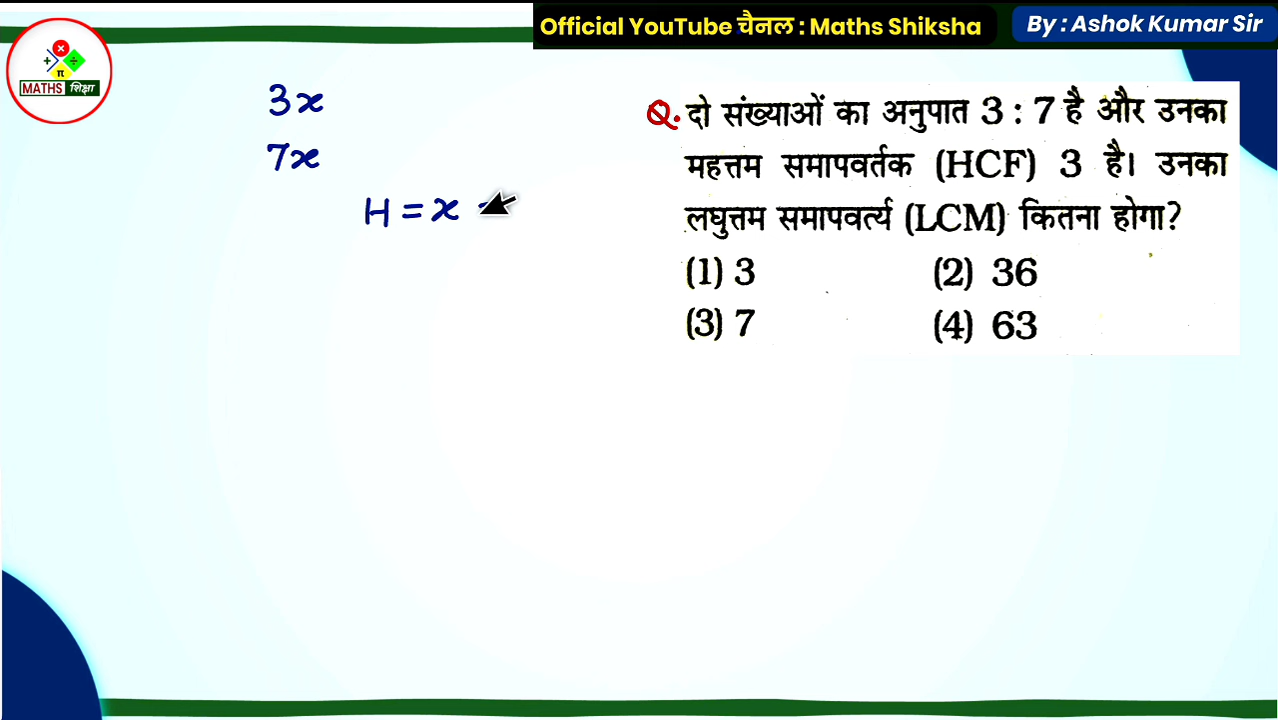 Official YouTube चैनल : Maths Shiksha
By : Ashok Kumar Sir
× + ÷ π
MATHS शिक्षा
3x
7x
H = x
Q. दो संख्याओं का अनुपात 3 : 7 है और उनका
महत्तम समापवर्तक (HCF) 3 है। उनका
लघुत्तम समापवर्त्य (LCM) कितना होगा?
(1) 3 (2) 36
(3) 7 (4) 63